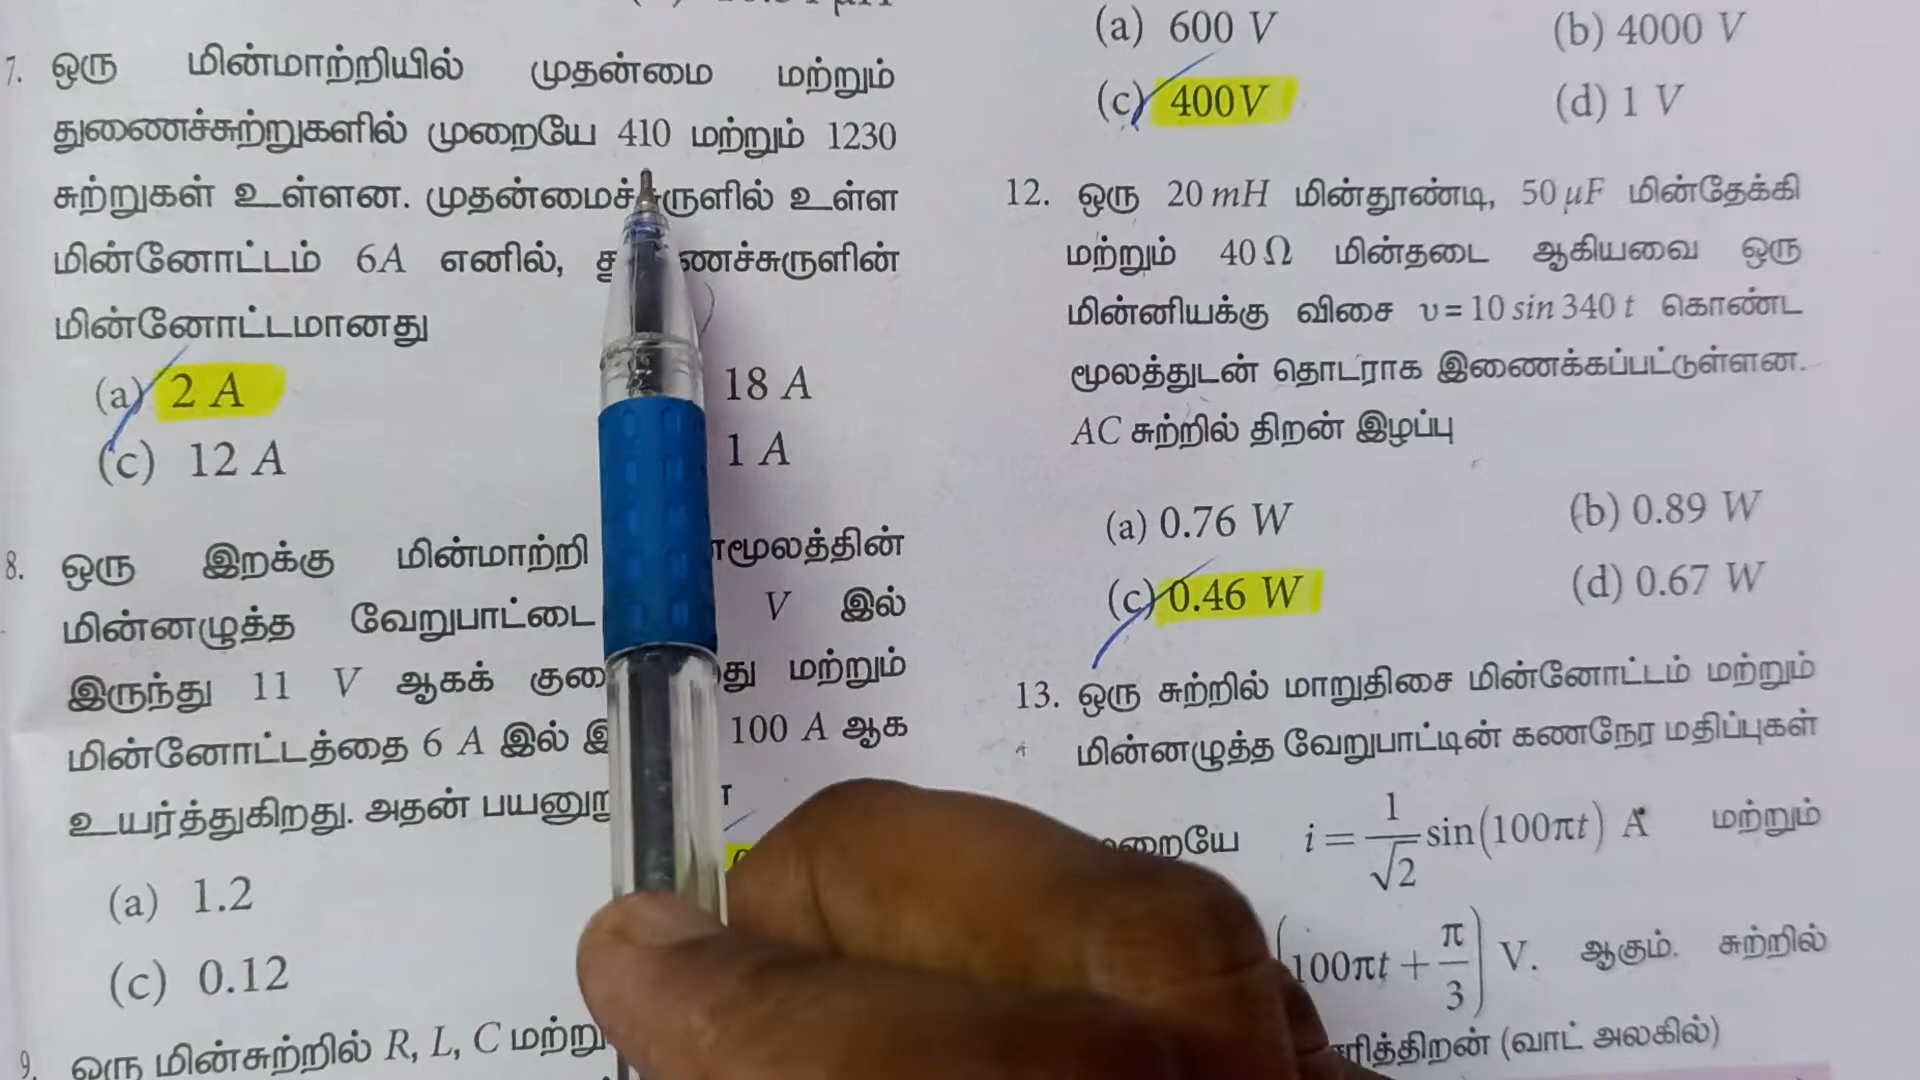 7. ஒரு மின்மாற்றியில் முதன்மை மற்றும்
துணைச்சுற்றுகளில் முறையே 410 மற்றும் 1230
சுற்றுகள் உள்ளன. உள்ள
மின்னோட்டம் 6A எனில்,
மின்னோட்டமானது
(a) 2 A
18 A
(c) 12 A
1 A
8. ஒரு இறக்கு மின்மாற்றி
மின்னழுத்த வேறுபாட்டை V இல்
இருந்து 11 V ஆகக் மற்றும்
மின்னோட்டத்தை 6 A இல் 100 A ஆக
உயர்த்துகிறது. அதன்
(a) 1.2
(c) 0.12
9. ஒரு மின்சுற்றில் R, L, C
(a) 600 V (b) 4000 V
(c) 400V (d) 1 V
12. ஒரு 20 mH மின்தூண்டி, 50 μF மின்தேக்கி
மற்றும் 40 Ω மின்தடை ஆகியவை ஒரு
மின்னியக்கு விசை υ = 10 sin 340 t கொண்ட
மூலத்துடன் தொடராக இணைக்கப்பட்டுள்ளன.
AC சுற்றில் திறன் இழப்பு
(a) 0.76 W (b) 0.89 W
(c) 0.46 W (d) 0.67 W
13. ஒரு சுற்றில் மாறுதிசை மின்னோட்டம் மற்றும்
மின்னழுத்த வேறுபாட்டின் கணநேர மதிப்புகள்
i = 1/√2 sin(100πt) A மற்றும்
(100πt + π/3) V. ஆகும். சுற்றில்
(வாட் அலகில்)